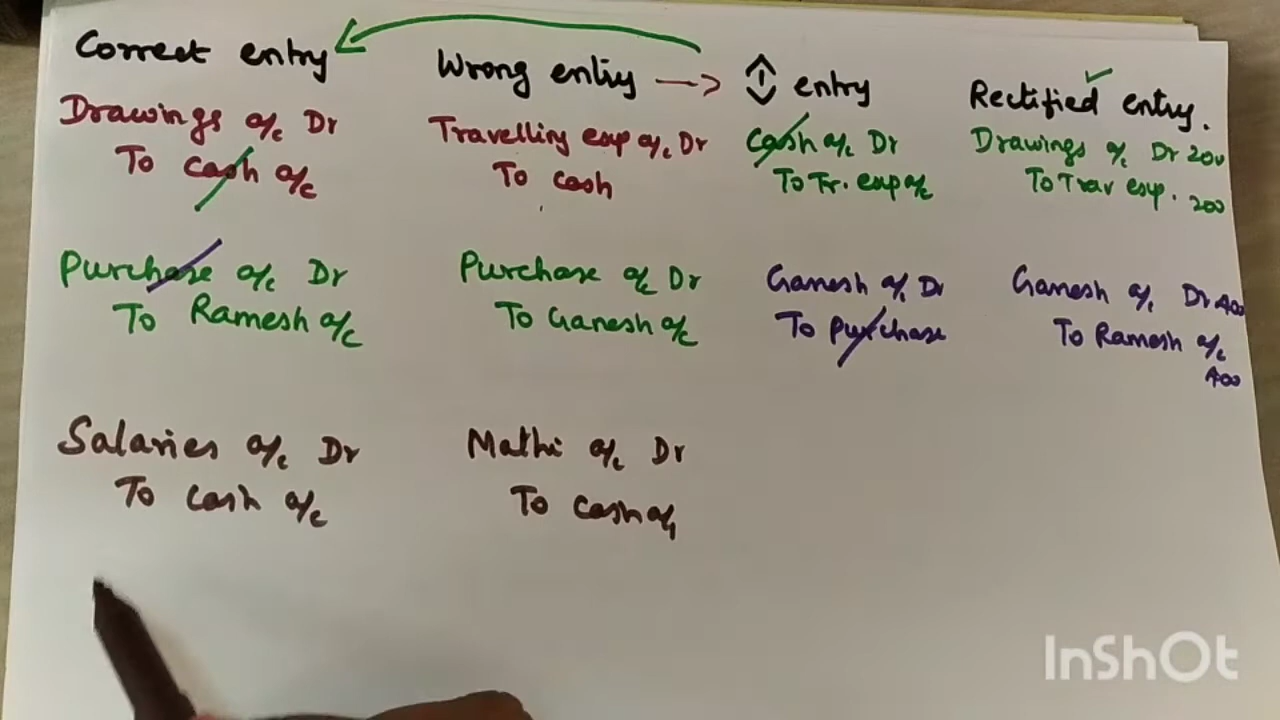 Correct entry
Wrong entry
entry
Rectified entry.
Drawings a/c Dr
To cash a/c
Travelling exp a/c Dr
To cash
Cash a/c Dr
To Tr. exp a/c
Drawings a/c Dr 200
To Trav exp. 200
Purchase a/c Dr
To Ramesh a/c
Purchase a/c Dr
To Ganesh a/c
Ganesh a/c Dr
To purchase
Ganesh a/c Dr 400
To Ramesh a/c
400
Salaries a/c Dr
To cash a/c
Mathi a/c Dr
To cash a/c
InShOt